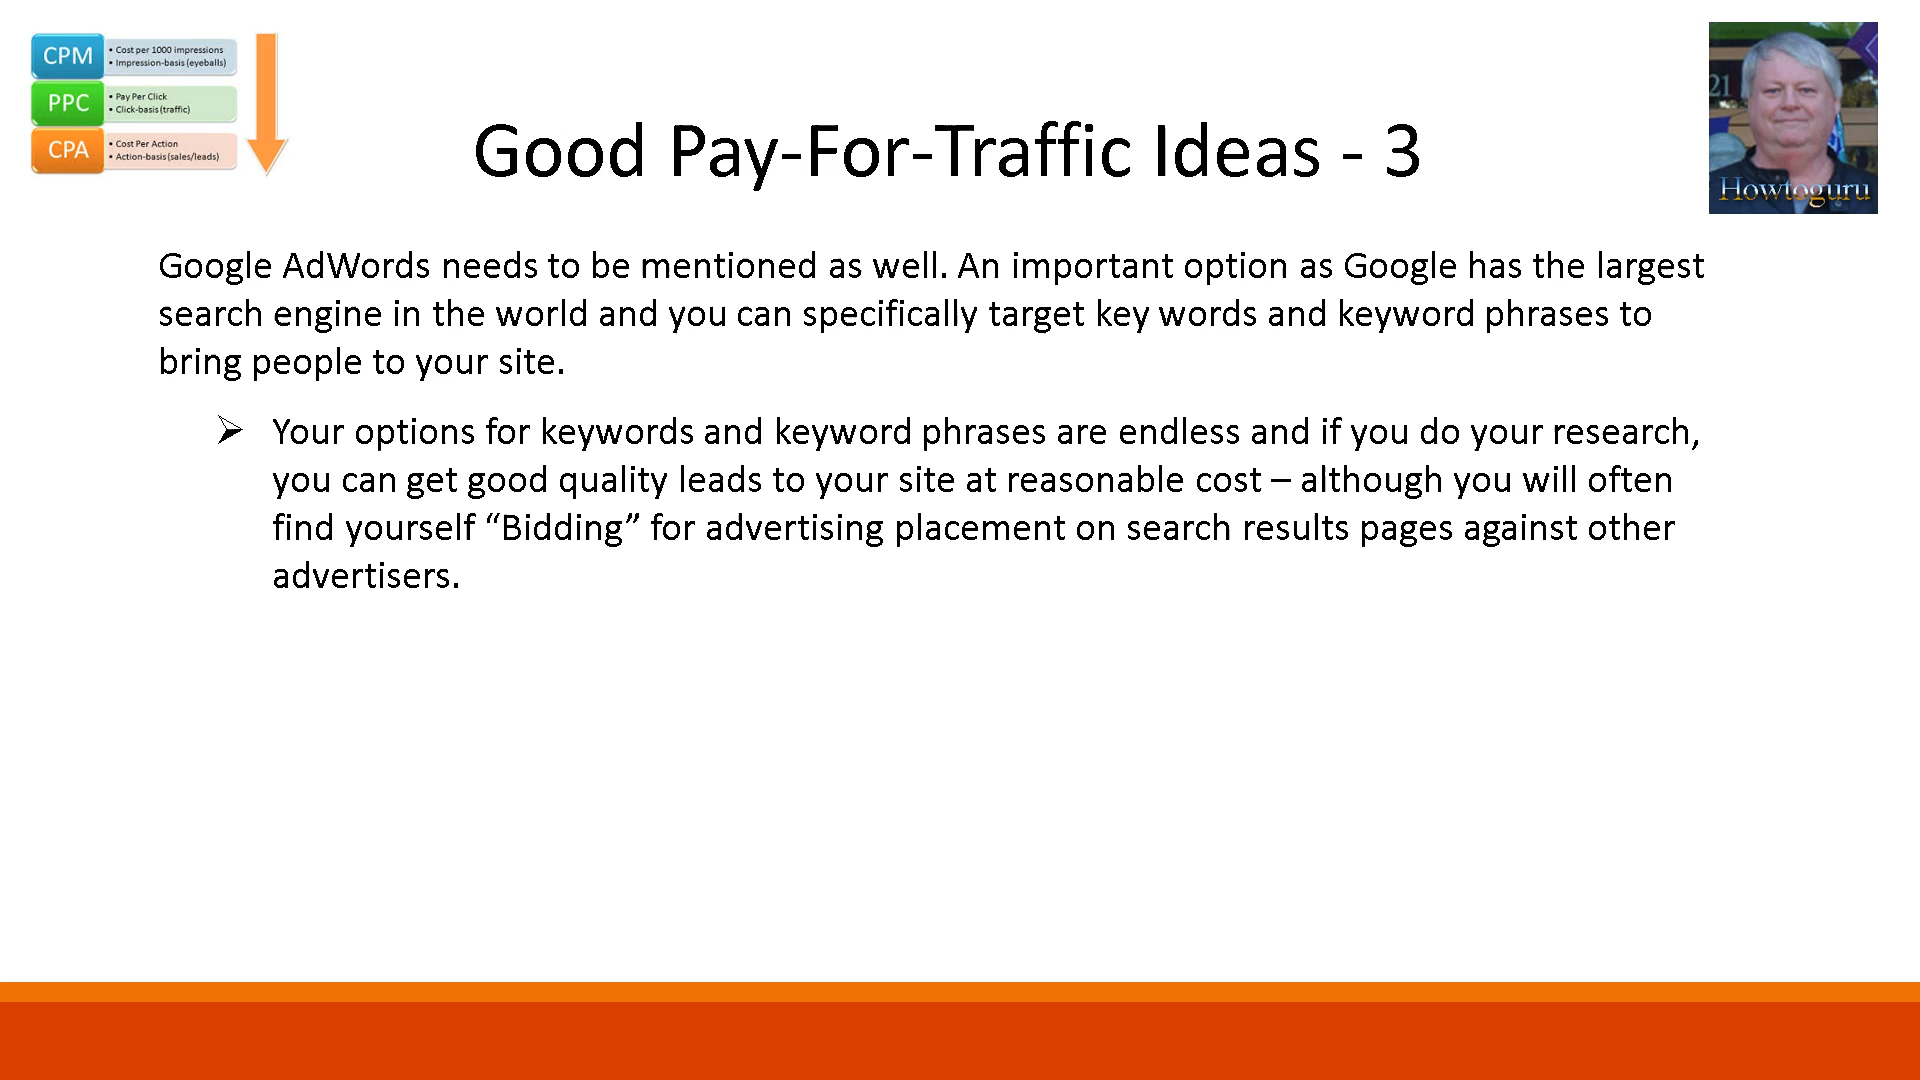 CPM
• Cost per 1000 impressions
• Impression-basis (eyeballs)
PPC
• Pay Per Click
• Click-basis (traffic)
CPA
• Cost Per Action
• Action-basis (sales/leads)
Good Pay-For-Traffic Ideas - 3
21
Howtoguru
Google AdWords needs to be mentioned as well. An important option as Google has the largest
search engine in the world and you can specifically target key words and keyword phrases to
bring people to your site.
➢ Your options for keywords and keyword phrases are endless and if you do your research,
you can get good quality leads to your site at reasonable cost – although you will often
find yourself “Bidding” for advertising placement on search results pages against other
advertisers.